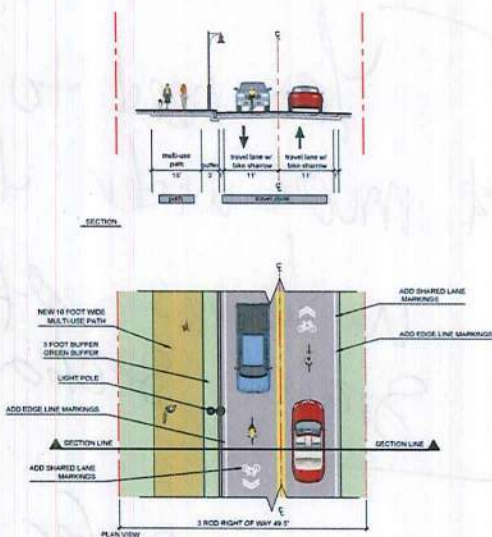 ℄
multi-use
path
buffer
travel lane w/
bike sharrow
travel lane w/
bike sharrow
10'
11'
11'
path
travel zone
℄
SECTION
℄
NEW 10 FOOT WIDE
MULTI-USE PATH
FOOT BUFFER
GREEN BUFFER
LIGHT POLE
ADD EDGE LINE MARKINGS
SECTION LINE
ADD SHARED LANE
MARKINGS
ADD SHARED LANE
MARKINGS
ADD EDGE LINE MARKINGS
SECTION LINE
3 ROD RIGHT OF WAY 49.5'
PLAN VIEW
℄